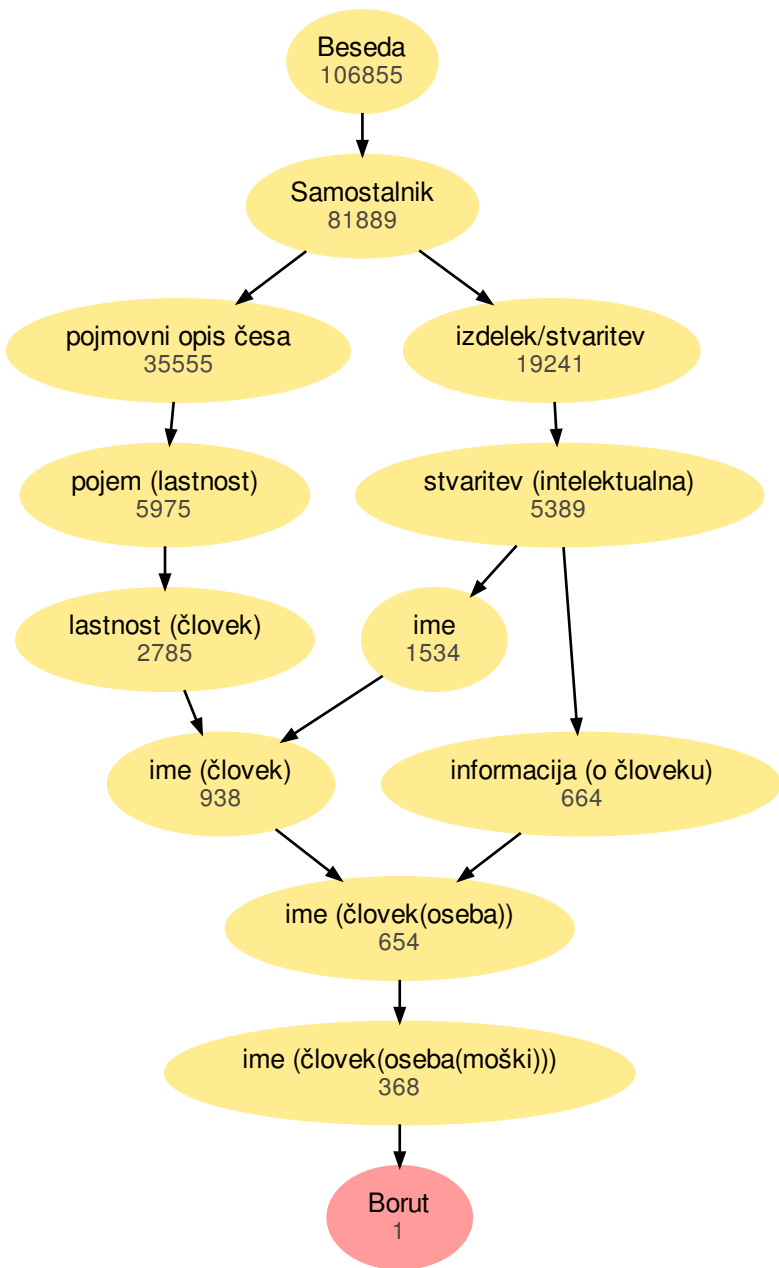 Beseda
106855
Samostalnik
81889
pojmovni opis česa
35555
izdelek/stvaritev
19241
pojem (lastnost)
5975
stvaritev (intelektualna)
5389
lastnost (človek)
2785
ime
1534
ime (človek)
938
informacija (o človeku)
664
ime (človek(oseba))
654
ime (človek(oseba(moški)))
368
Borut
1